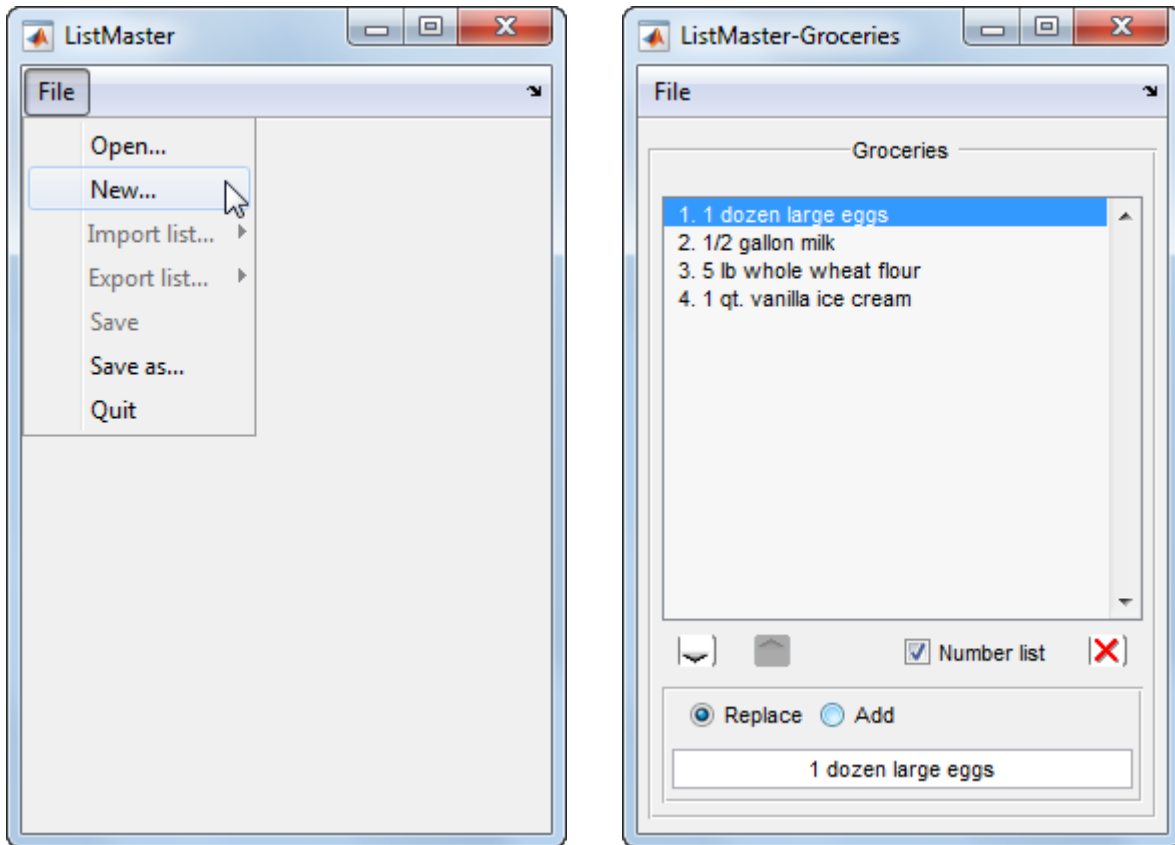 ListMaster
File
Open...
New...
Import list...
Export list...
Save
Save as...
Quit
ListMaster-Groceries
File
Groceries
1. 1 dozen large eggs
2. 1/2 gallon milk
3. 5 lb whole wheat flour
4. 1 qt. vanilla ice cream
Number list
Replace Add
1 dozen large eggs